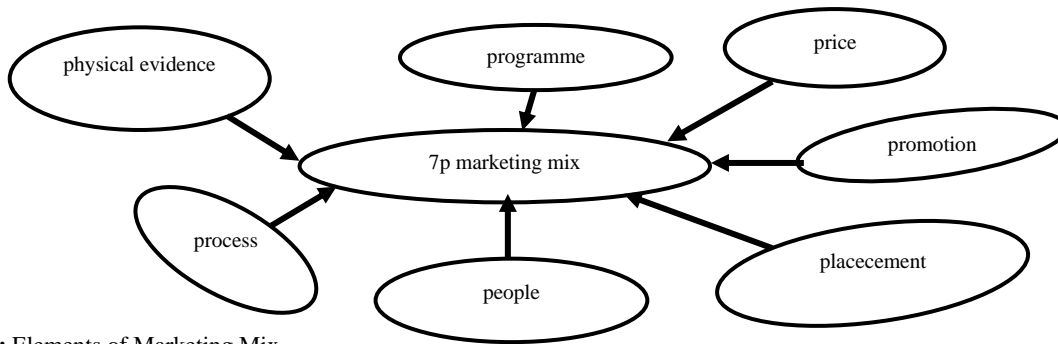 physical evidence
programme
price
7p marketing mix
promotion
process
people
placecement
Elements of Marketing Mix